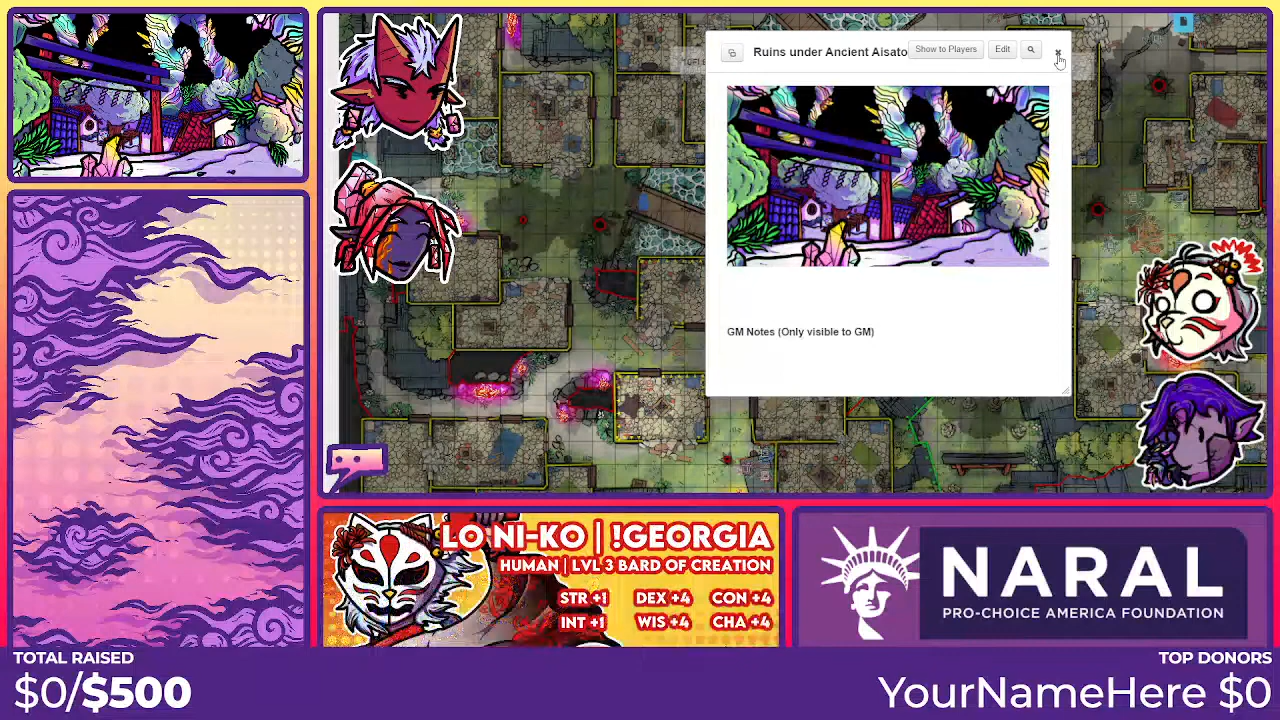 Ruins under Ancient Aisato
Show to Players
Edit
GM Notes (Only visible to GM)
LO NI-KO | !GEORGIA
HUMAN | LVL 3 BARD OF CREATION
STR +1 DEX +4 CON +4
INT +1 WIS +4 CHA +4
NARAL
PRO-CHOICE AMERICA FOUNDATION
TOTAL RAISED
$0/$500
TOP DONORS
YourNameHere $0